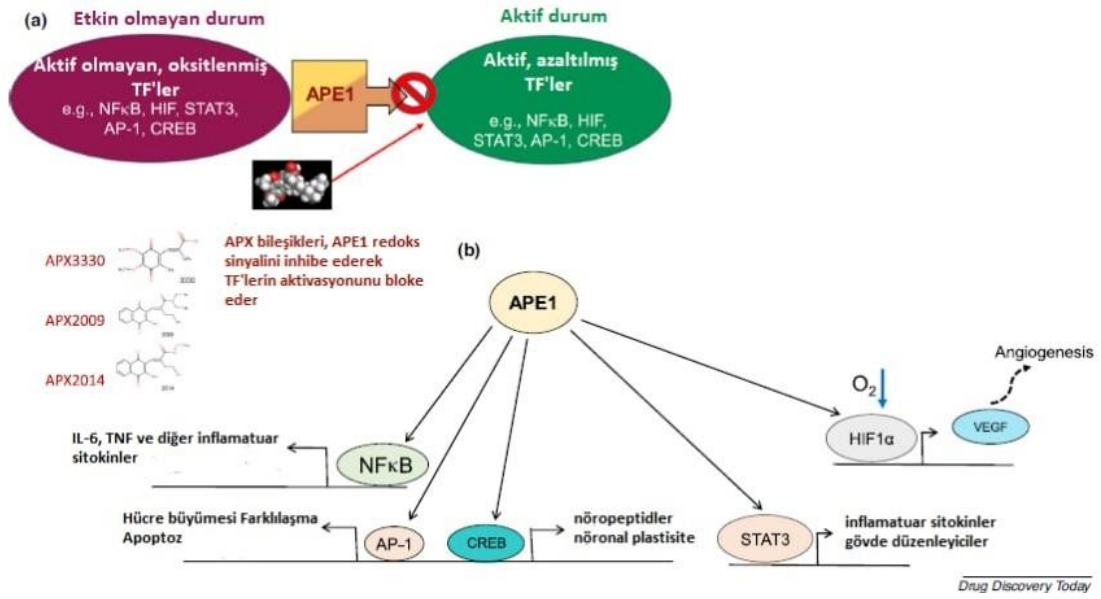 (a)
Etkin olmayan durum
Aktif durum
Aktif olmayan, oksitlenmiş
TF'ler
e.g., NFκB, HIF, STAT3,
AP-1, CREB
APE1
Aktif, azaltılmış
TF'ler
e.g., NFκB, HIF,
STAT3, AP-1, CREB
APX3330
APX2009
APX2014
APX bileşikleri, APE1 redoks
sinyalini inhibe ederek
TF'lerin aktivasyonunu bloke
eder
(b)
APE1
Angiogenesis
O2
HIF1α
VEGF
IL-6, TNF ve diğer inflamatuar
sitokinler
NFκB
Hücre büyümesi Farklılaşma
Apoptoz
AP-1
CREB
nöropeptidler
nöronal plastisite
STAT3
inflamatuar sitokinler
gövde düzenleyiciler
Drug Discovery Today